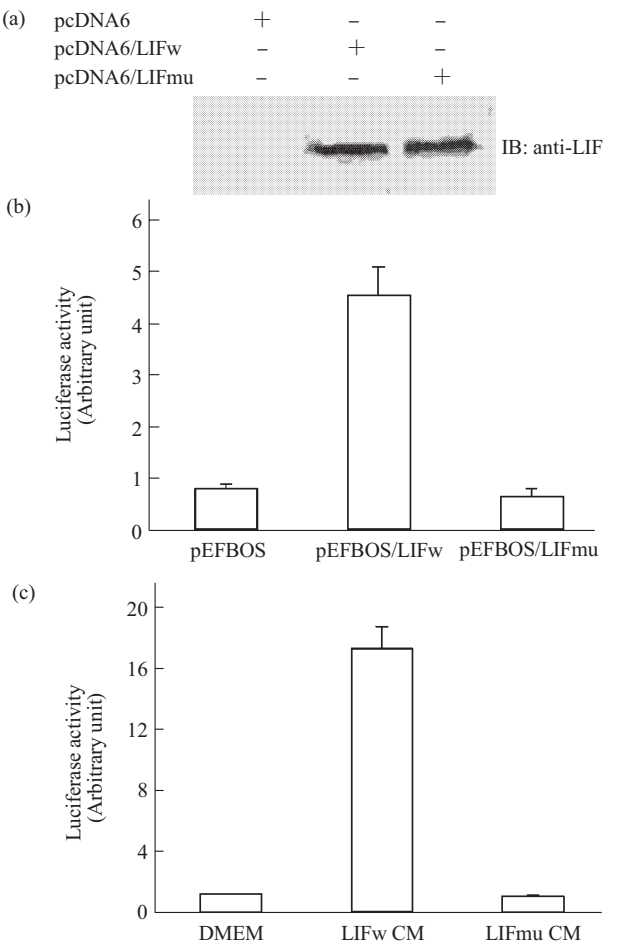 (a) pcDNA6 + – –
pcDNA6/LIFw – + –
pcDNA6/LIFmu – – +
IB: anti-LIF
(b)
Luciferase activity
(Arbitrary unit)
6
5
4
3
2
1
0
pEFBOS pEFBOS/LIFw pEFBOS/LIFmu
(c)
Luciferase activity
(Arbitrary unit)
20
16
12
8
4
0
DMEM LIFw CM LIFmu CM